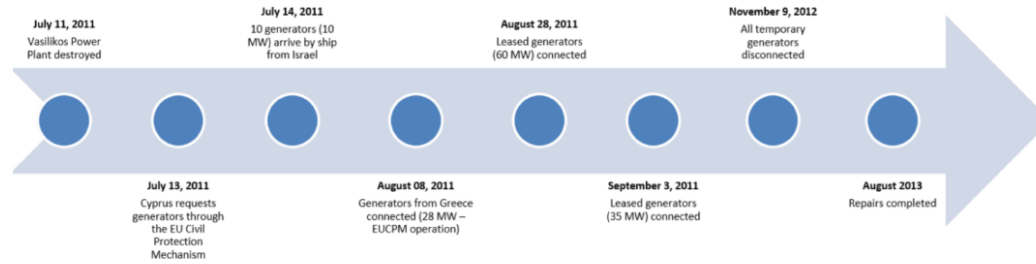 July 11, 2011
Vasilikos Power
Plant destroyed
July 13, 2011
Cyprus requests
generators through
the EU Civil
Protection
Mechanism
July 14, 2011
10 generators (10
MW) arrive by ship
from Israel
August 08, 2011
Generators from Greece
connected (28 MW –
EUCPM operation)
August 28, 2011
Leased generators
(60 MW) connected
September 3, 2011
Leased generators
(35 MW) connected
November 9, 2012
All temporary
generators
disconnected
August 2013
Repairs completed